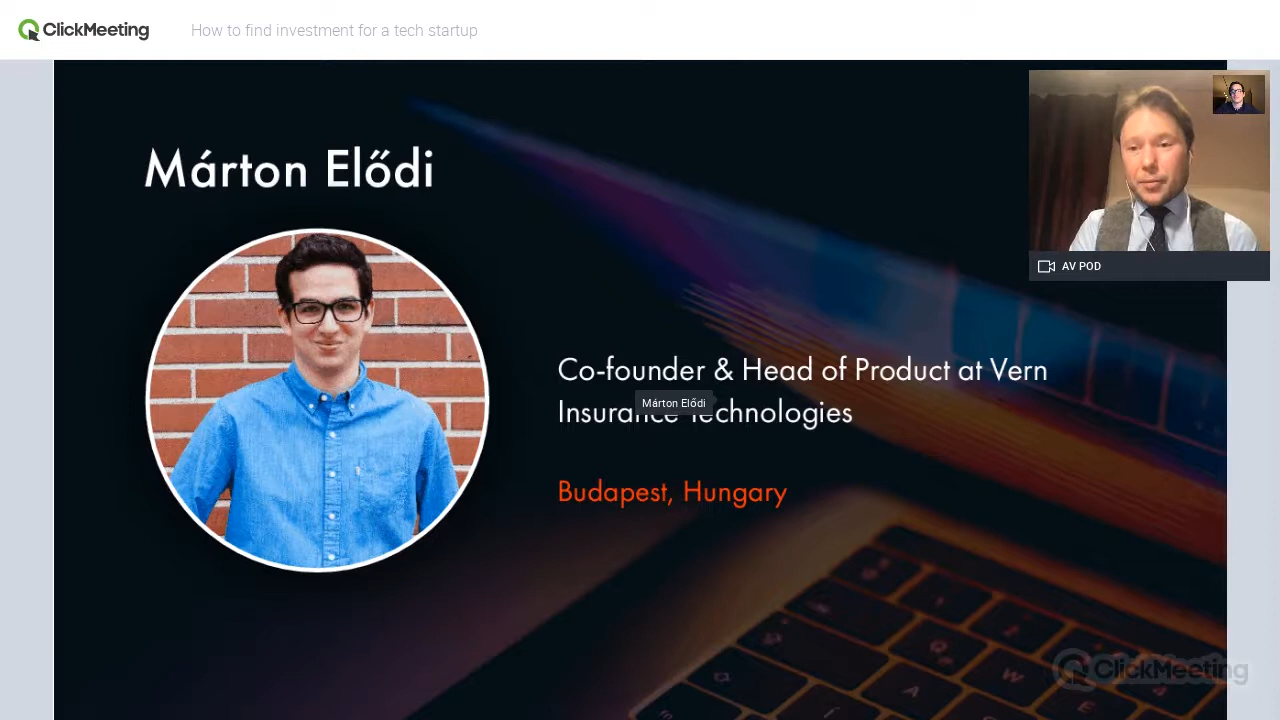 ClickMeeting
How to find investment for a tech startup
Márton Elődi
AV POD
Co-founder & Head of Product at Vern
Márton Elődi
Insurance Technologies
Budapest, Hungary
ClickMeeting